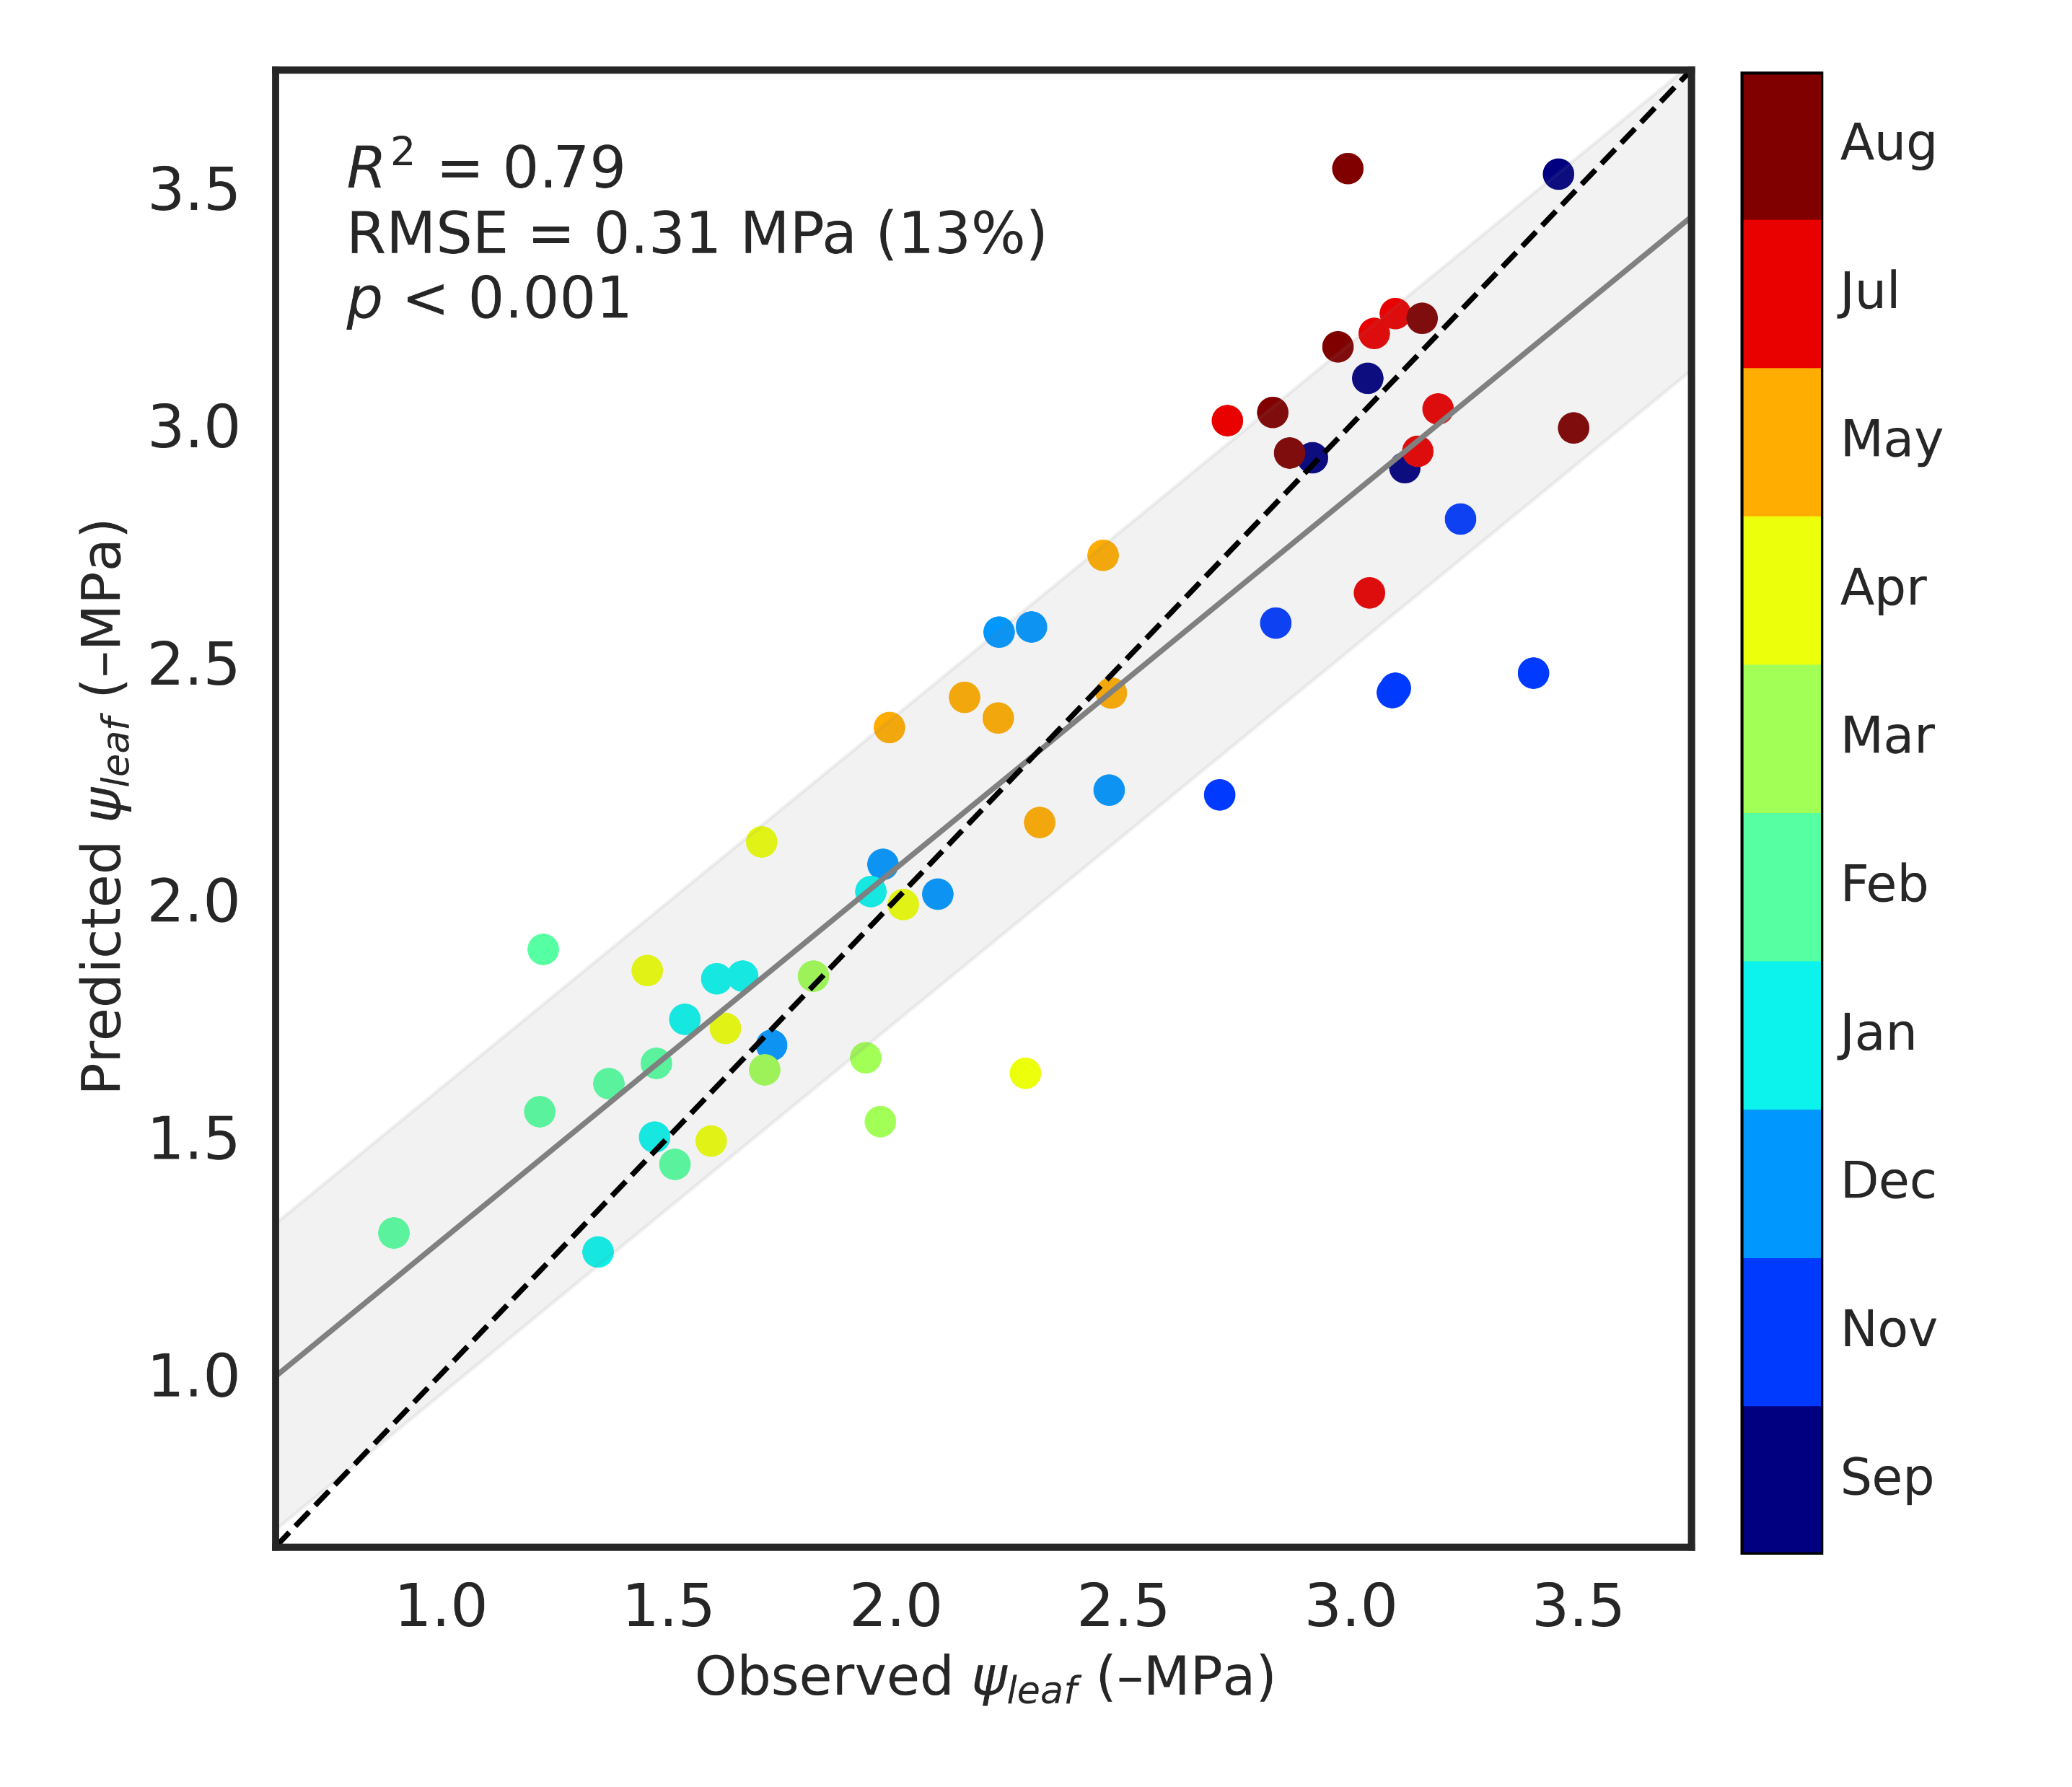 R² = 0.79
RMSE = 0.31 MPa (13%)
p < 0.001
Predicted ψleaf (–MPa)
3.5
3.0
2.5
2.0
1.5
1.0
1.0 1.5 2.0 2.5 3.0 3.5
Observed ψleaf (–MPa)
Aug
Jul
May
Apr
Mar
Feb
Jan
Dec
Nov
Sep